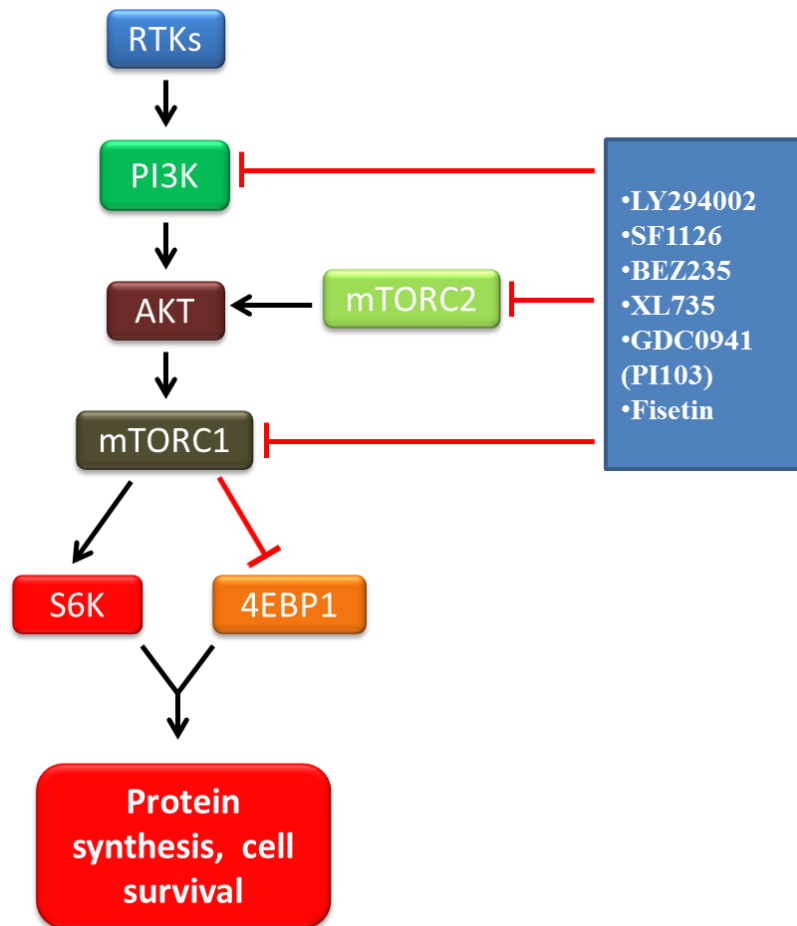 RTKs
PI3K
AKT
mTORC2
mTORC1
S6K
4EBP1
Protein
synthesis, cell
survival
•LY294002
•SF1126
•BEZ235
•XL735
•GDC0941
(PI103)
•Fisetin